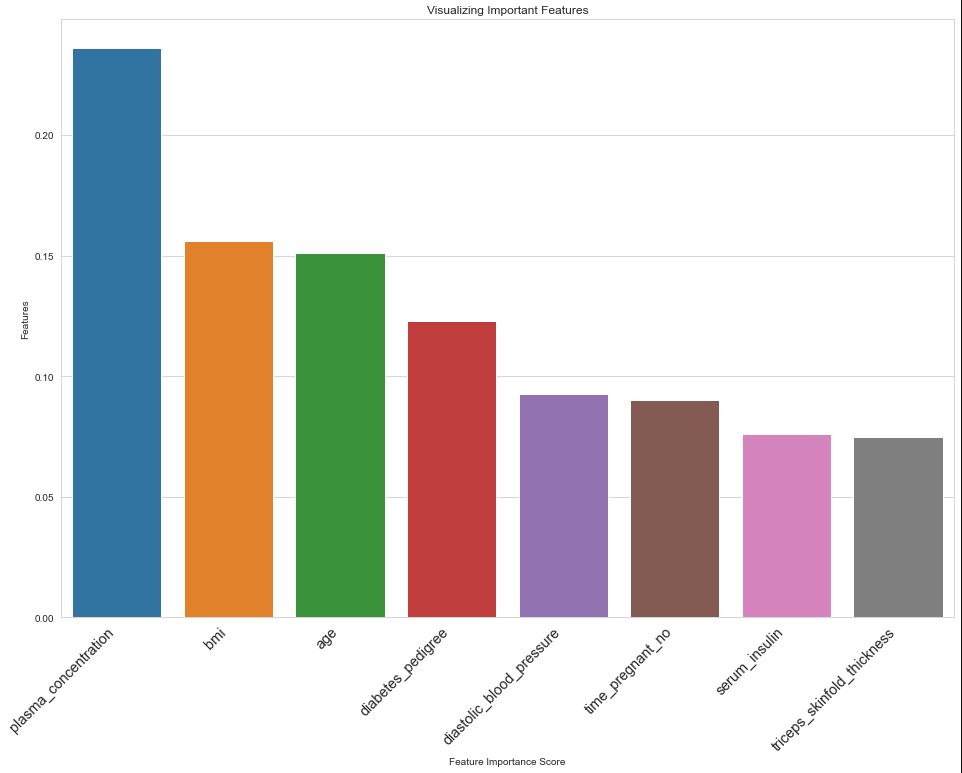 Visualizing Important Features
0.20
0.15
0.10
0.05
0.00
Features
plasma_concentration
bmi
age
diabetes_pedigree
diastolic_blood_pressure
time_pregnant_no
serum_insulin
triceps_skinfold_thickness
Feature Importance Score